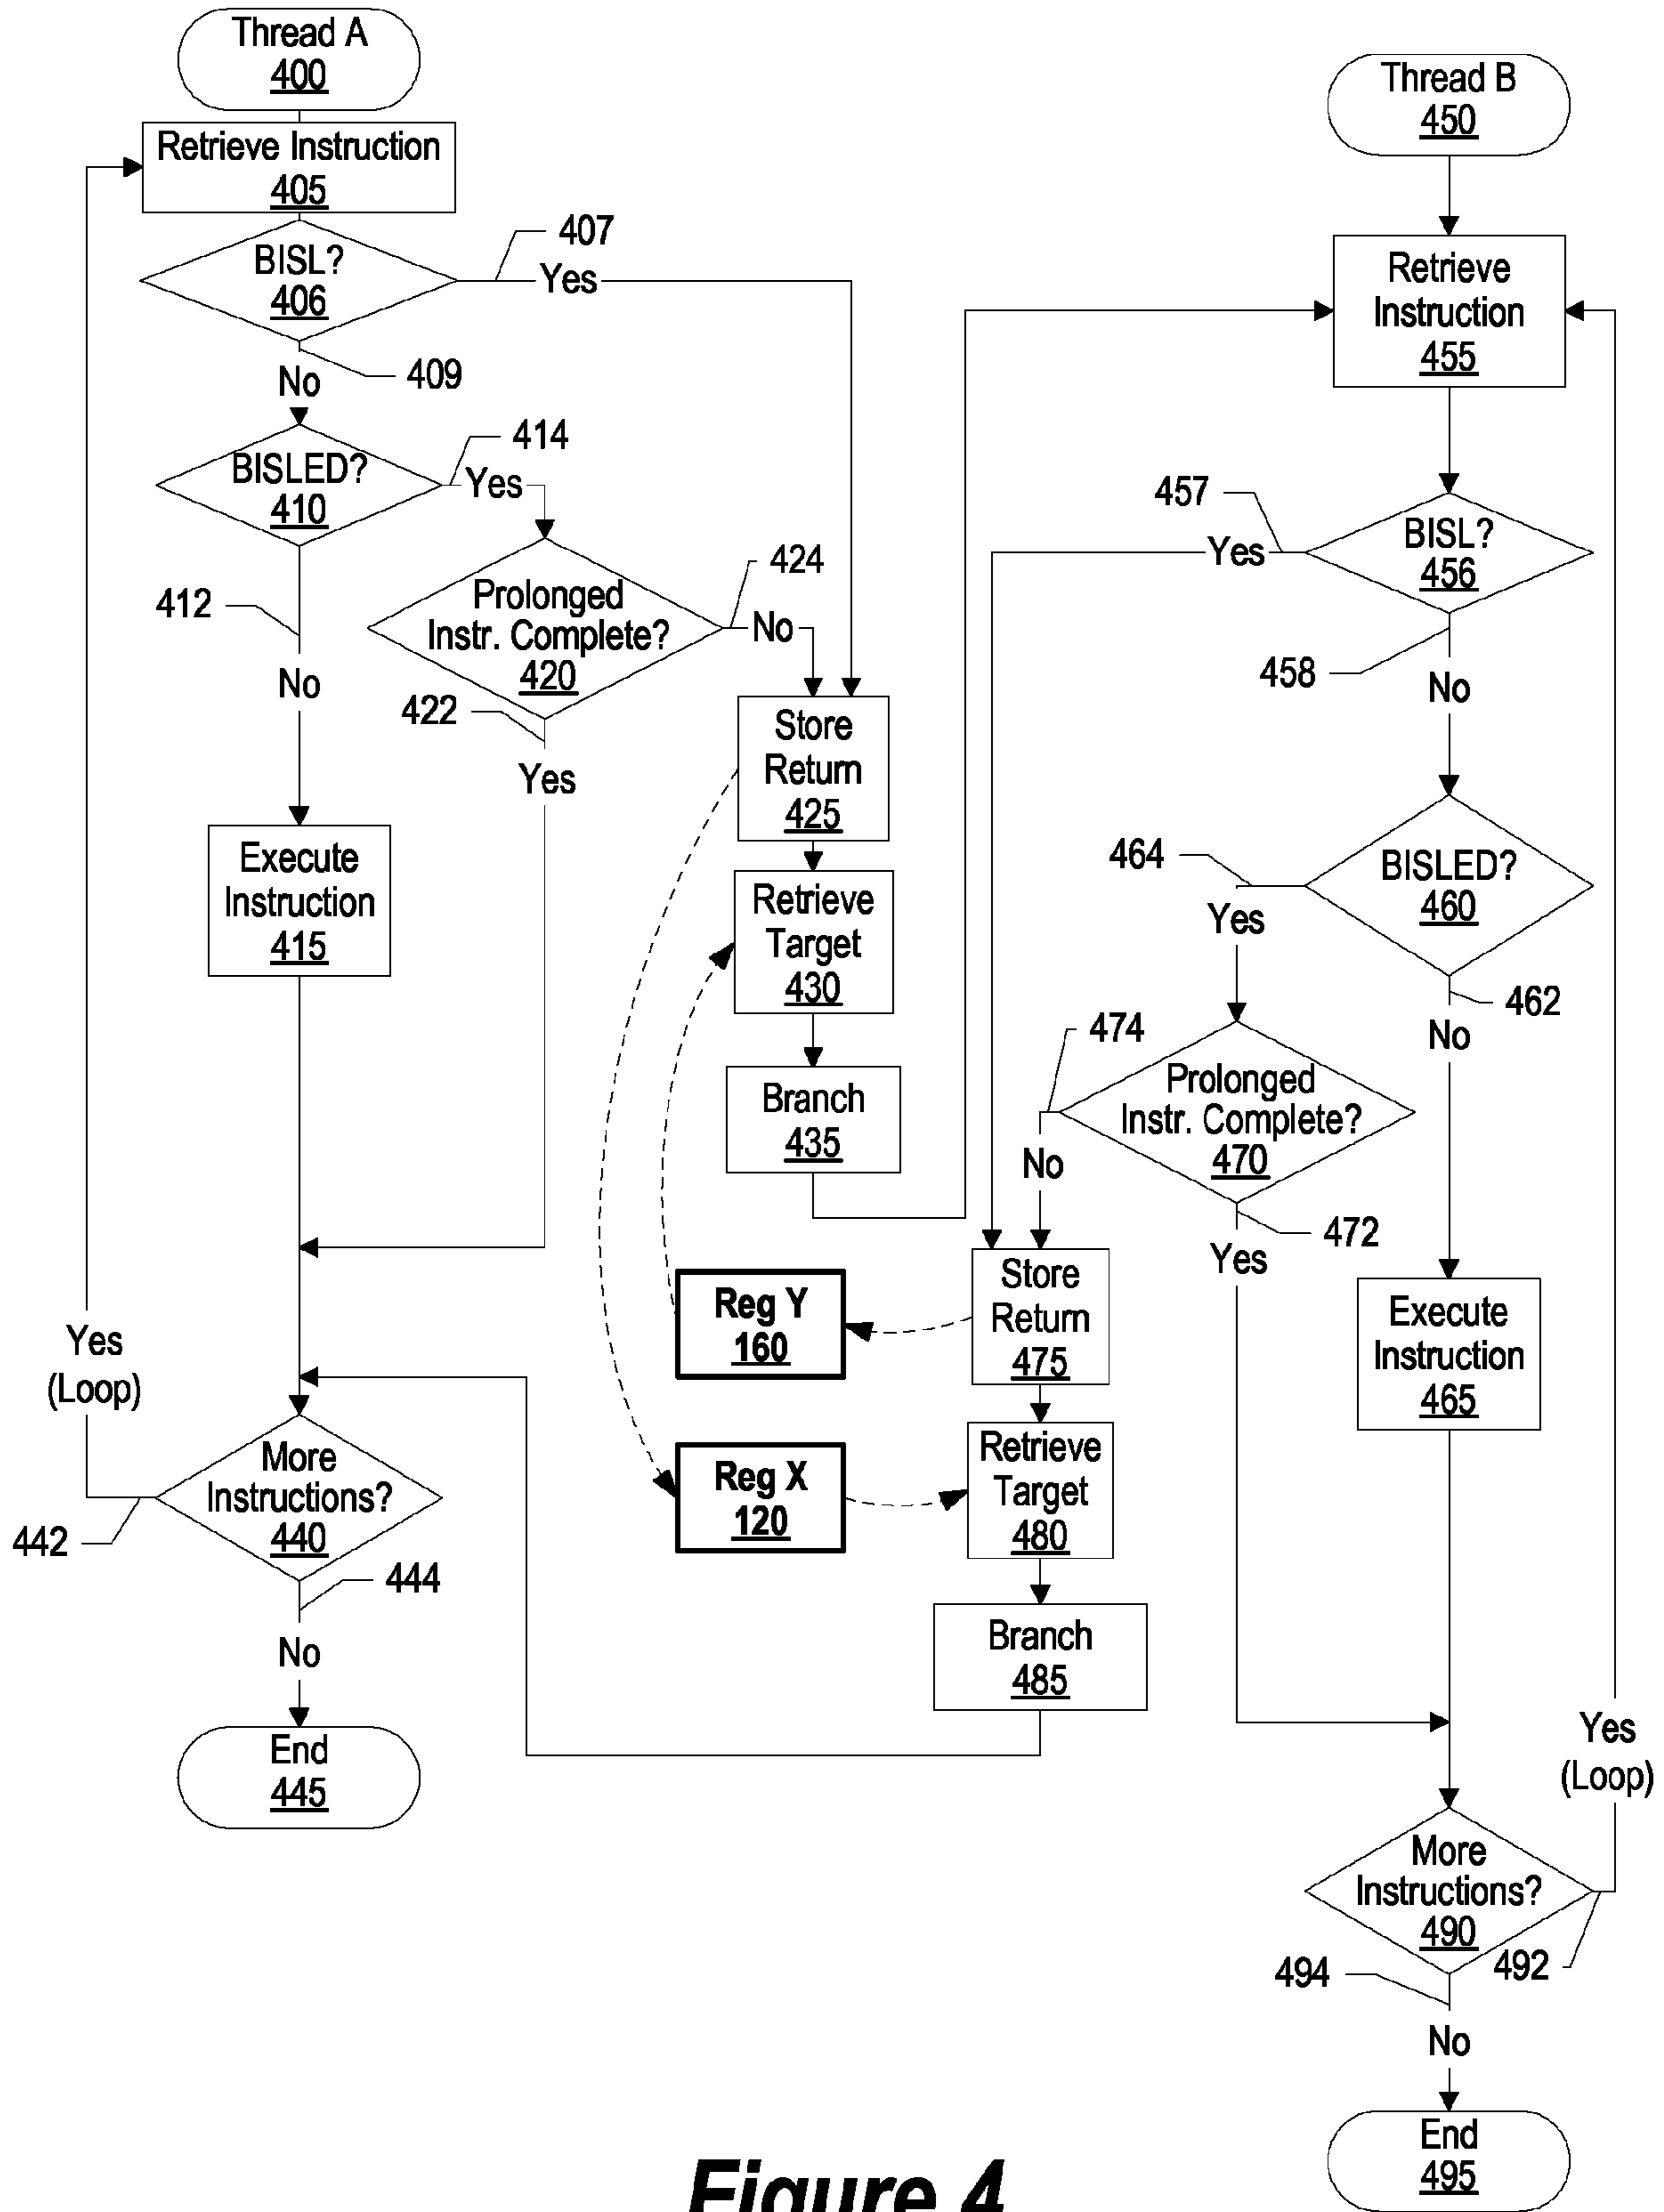 Thread A
400
Retrieve Instruction
405
BISL?
406
407
Yes
409
No
BISLED?
410
414
Yes
412
No
Prolonged
Instr. Complete?
420
424
No
422
Yes
Execute
Instruction
415
Store
Return
425
Retrieve
Target
430
Branch
435
Yes
(Loop)
More
Instructions?
440
442
444
No
End
445
Reg Y
160
Reg X
120
Thread B
450
Retrieve
Instruction
455
457
Yes
BISL?
456
458
No
464
Yes
BISLED?
460
462
No
474
No
Prolonged
Instr. Complete?
470
472
Yes
Store
Return
475
Retrieve
Target
480
Branch
485
Execute
Instruction
465
Yes
(Loop)
More
Instructions?
490
492
494
No
End
495
Figure 4